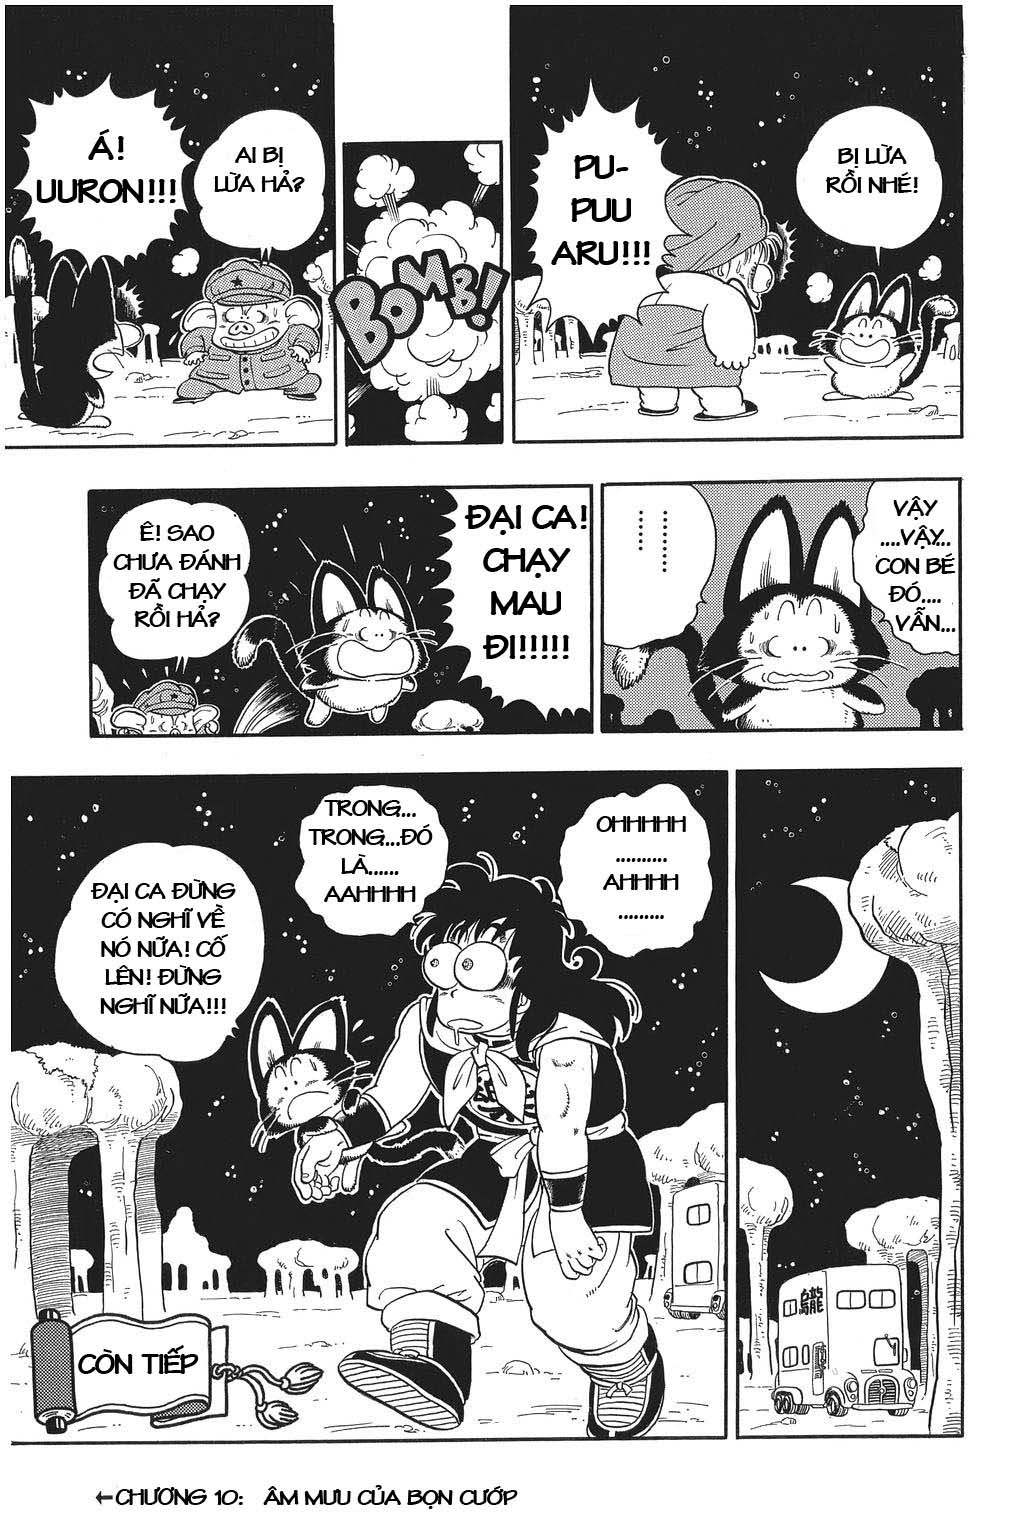 BỊ LỪA
RỒI NHÉ!
PU-
PUU
ARU!!!
BOMB!
AI BỊ
LỪA HẢ?
Á!
UURON!!!
VẬY
....VẬY...
CON BÉ
ĐÓ....
VẪN...
......
.........
ĐẠI CA!
CHẠY
MAU
ĐI!!!!!
Ê! SAO
CHƯA ĐÁNH
ĐÃ CHẠY
RỒI HẢ?
烏龍
OHHHHH
..........
AHHHH
.........
TRONG...
TRONG...ĐÓ
LÀ......
AAHHHH
ĐẠI CA ĐỪNG
CÓ NGHĨ VỀ
NÓ NỮA! CỐ
LÊN! ĐỪNG
NGHĨ NỮA!!!
CÒN TIẾP
←CHƯƠNG 10: ÂM MƯU CỦA BỌN CƯỚP